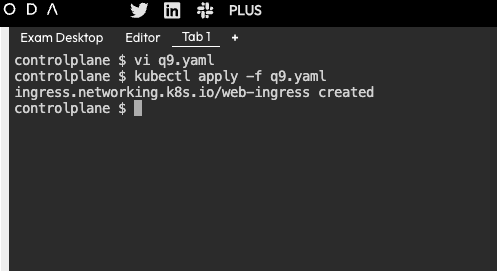 O D A PLUS
Exam Desktop Editor Tab 1 +
controlplane $ vi q9.yaml
controlplane $ kubectl apply -f q9.yaml
ingress.networking.k8s.io/web-ingress created
controlplane $